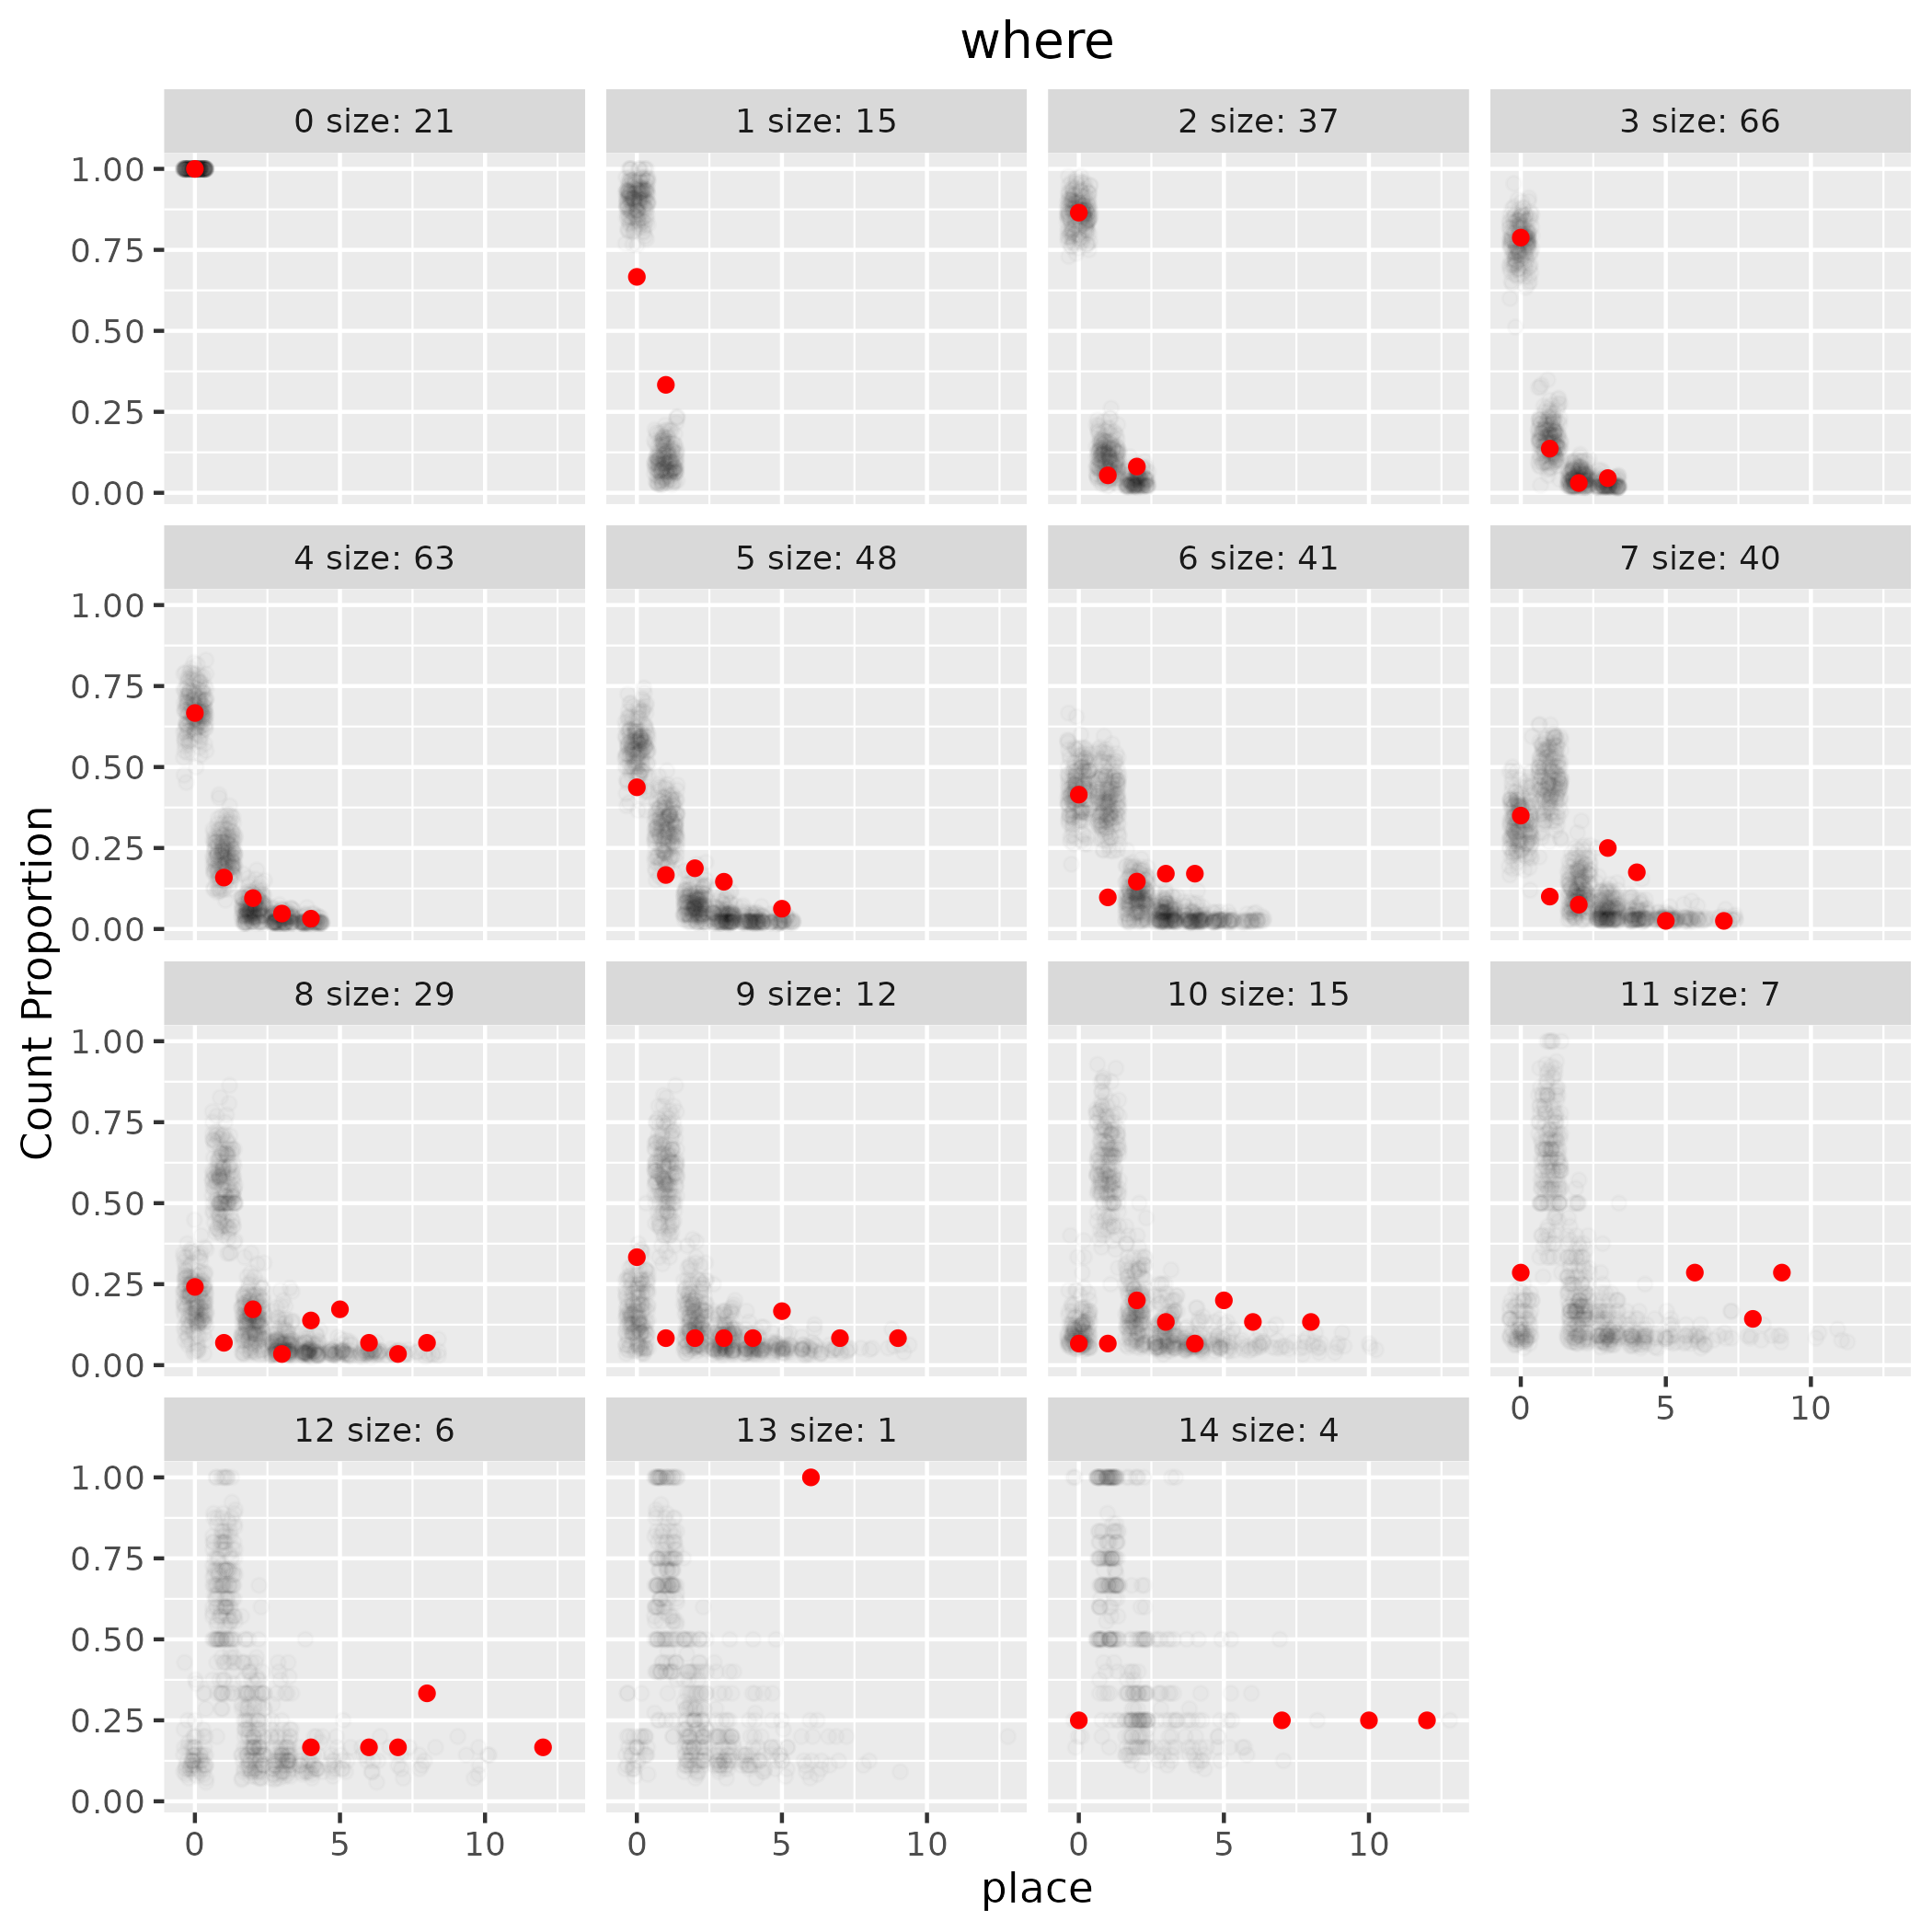 where
0 size: 21
1 size: 15
2 size: 37
3 size: 66
1.00
0.75
0.50
0.25
0.00
4 size: 63
5 size: 48
6 size: 41
7 size: 40
1.00
0.75
0.50
0.25
0.00
8 size: 29
9 size: 12
10 size: 15
11 size: 7
1.00
0.75
0.50
0.25
0.00
0 5 10
12 size: 6
13 size: 1
14 size: 4
1.00
0.75
0.50
0.25
0.00
0 5 10
0 5 10
0 5 10
place
Count Proportion